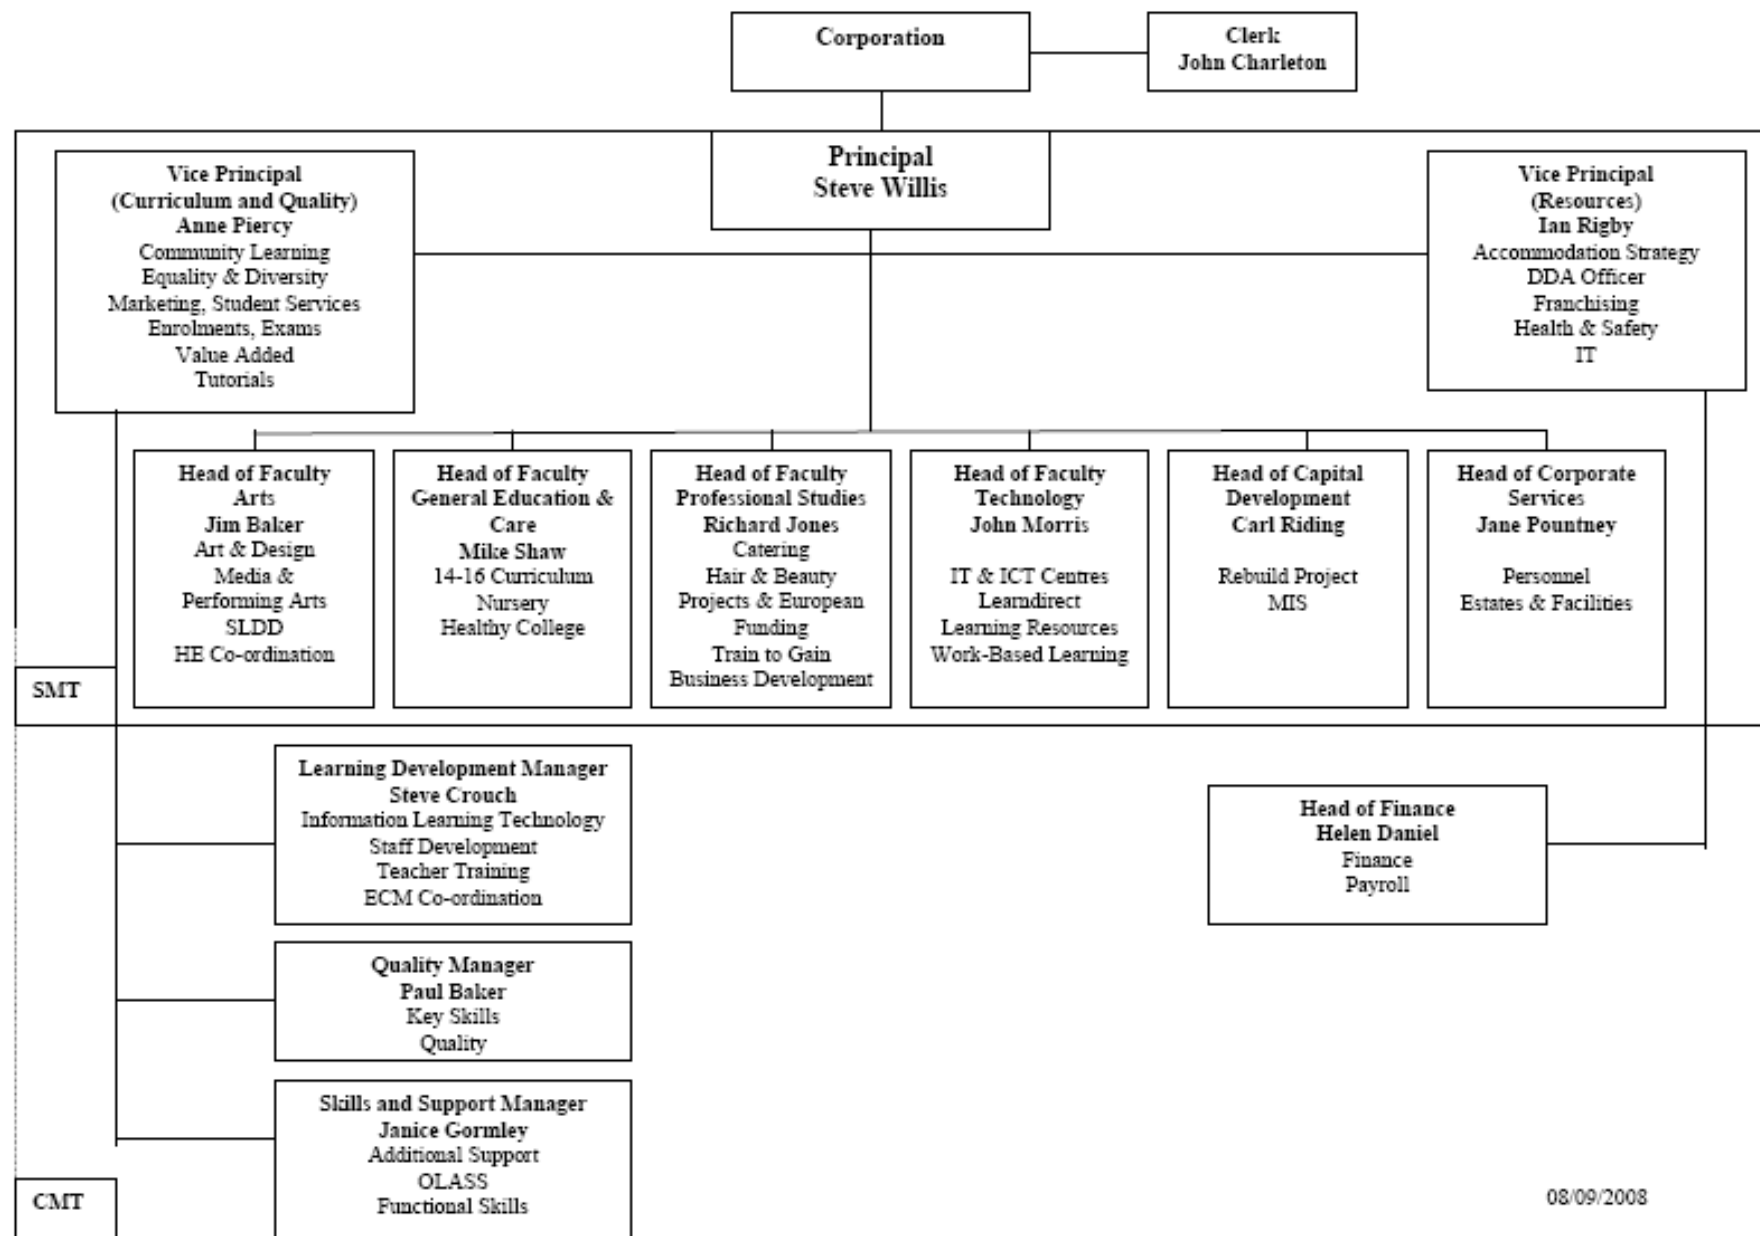 Corporation
Clerk
John Charleton
Principal
Steve Willis
Vice Principal
(Curriculum and Quality)
Anne Piercy
Community Learning
Equality & Diversity
Marketing, Student Services
Enrolments, Exams
Value Added
Tutorials
Vice Principal
(Resources)
Ian Rigby
Accommodation Strategy
DDA Officer
Franchising
Health & Safety
IT
Head of Faculty
Arts
Jim Baker
Art & Design
Media &
Performing Arts
SLDD
HE Co-ordination
Head of Faculty
General Education &
Care
Mike Shaw
14-16 Curriculum
Nursery
Healthy College
Head of Faculty
Professional Studies
Richard Jones
Catering
Hair & Beauty
Projects & European
Funding
Train to Gain
Business Development
Head of Faculty
Technology
John Morris
IT & ICT Centres
Learndirect
Learning Resources
Work-Based Learning
Head of Capital
Development
Carl Riding
Rebuild Project
MIS
Head of Corporate
Services
Jane Pountney
Personnel
Estates & Facilities
SMT
Learning Development Manager
Steve Crouch
Information Learning Technology
Staff Development
Teacher Training
ECM Co-ordination
Head of Finance
Helen Daniel
Finance
Payroll
Quality Manager
Paul Baker
Key Skills
Quality
Skills and Support Manager
Janice Gormley
Additional Support
OLASS
Functional Skills
CMT
08/09/2008